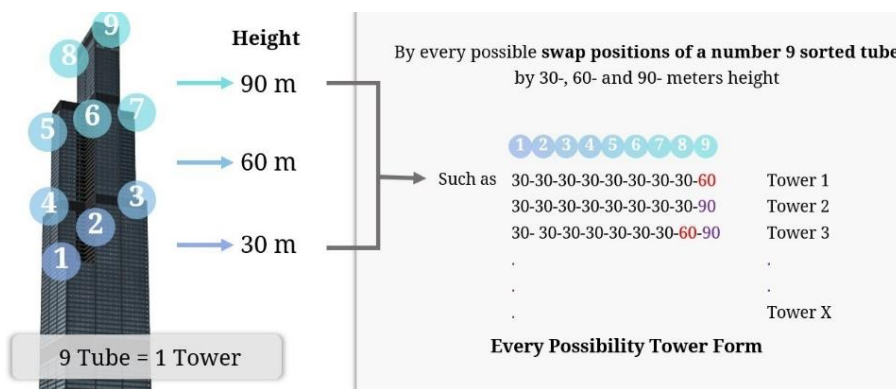 9
8
7
6
5
4
3
2
1
9 Tube = 1 Tower
Height
90 m
60 m
30 m
By every possible swap positions of a number 9 sorted tube
by 30-, 60- and 90- meters height
1 2 3 4 5 6 7 8 9
Such as 30-30-30-30-30-30-30-30-60 Tower 1
30-30-30-30-30-30-30-30-90 Tower 2
30- 30-30-30-30-30-30-60-90 Tower 3
. .
. .
. Tower X
Every Possibility Tower Form